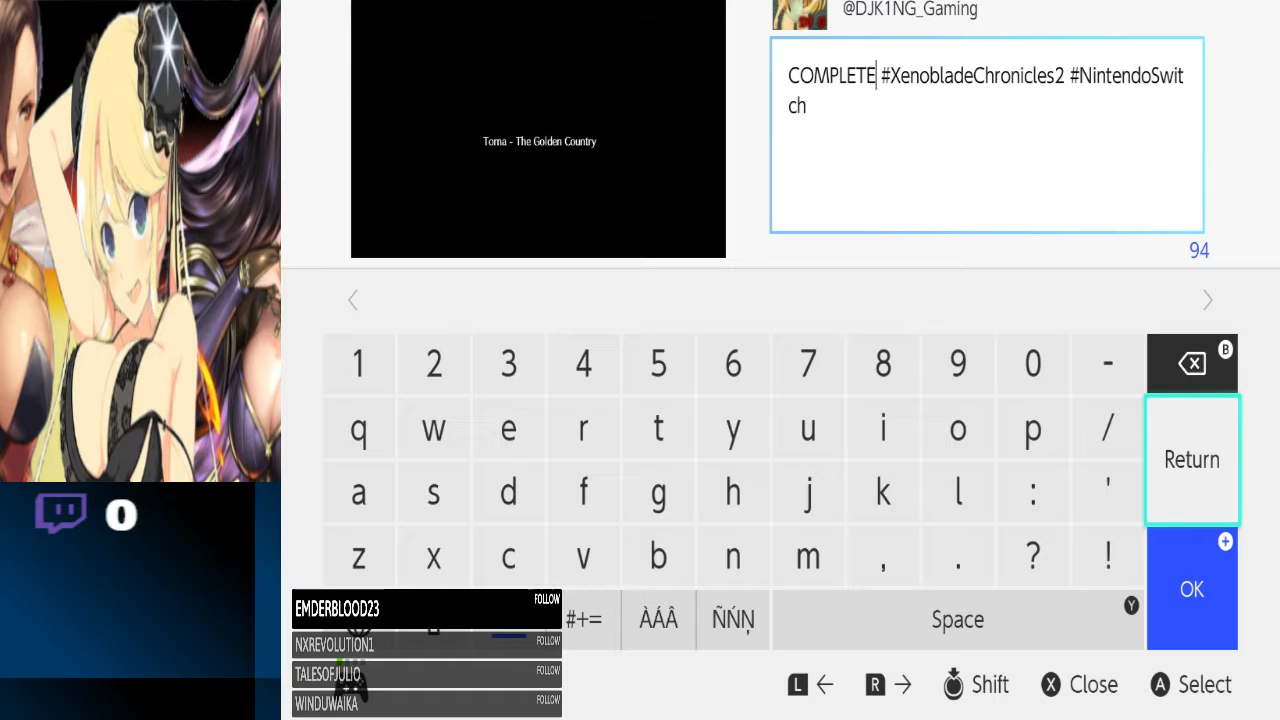 @DJK1NG_Gaming
COMPLETE #XenobladeChronicles2 #NintendoSwit
ch
Torna - The Golden Country
94
1 2 3 4 5 6 7 8 9 0 -
B
q w e r t y u i o p /
Return
a s d f g h j k l : '
z x c v b n m , . ? !
+
OK
#+= ÀÁÂ ÑŃŅ Space Y
0
EMDERBLOOD23 FOLLOW
NXREVOLUTION1 FOLLOW
TALESOFJULIO FOLLOW
WINDUWAIKA FOLLOW
L ← R → Shift X Close A Select